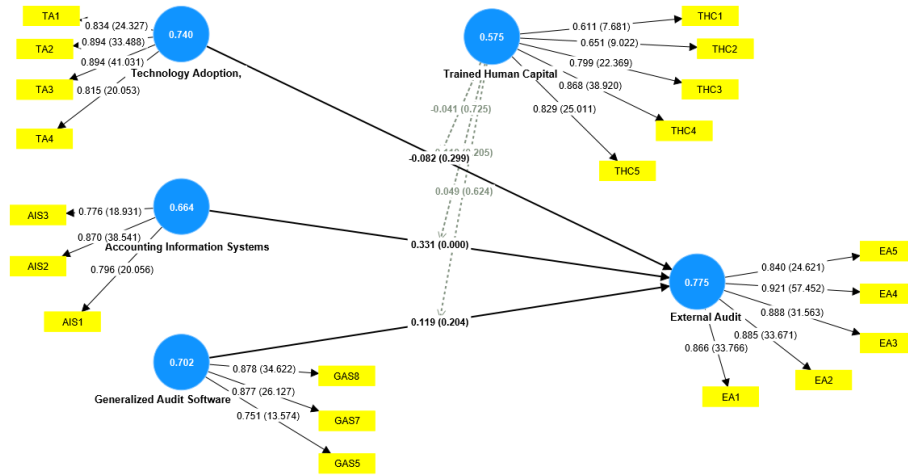 TA1
0.834 (24.327)
TA2
0.894 (33.488)
0.740
TA3
0.894 (41.031)
Technology Adoption,
0.815 (20.053)
TA4
0.575
Trained Human Capital
0.611 (7.681)
THC1
0.651 (9.022)
THC2
0.799 (22.369)
THC3
0.868 (38.920)
THC4
0.829 (25.011)
THC5
-0.041 (0.725)
-0.082 (0.299)
0.049 (0.624)
AIS3
0.776 (18.931)
0.664
AIS2
0.870 (38.541)
Accounting Information Systems
0.796 (20.056)
AIS1
0.331 (0.000)
0.775
External Audit
0.840 (24.621)
EA5
0.921 (57.452)
EA4
0.888 (31.563)
EA3
0.885 (33.671)
EA2
0.866 (33.766)
EA1
0.119 (0.204)
0.702
Generalized Audit Software
0.878 (34.622)
GAS8
0.877 (26.127)
GAS7
0.751 (13.574)
GAS5